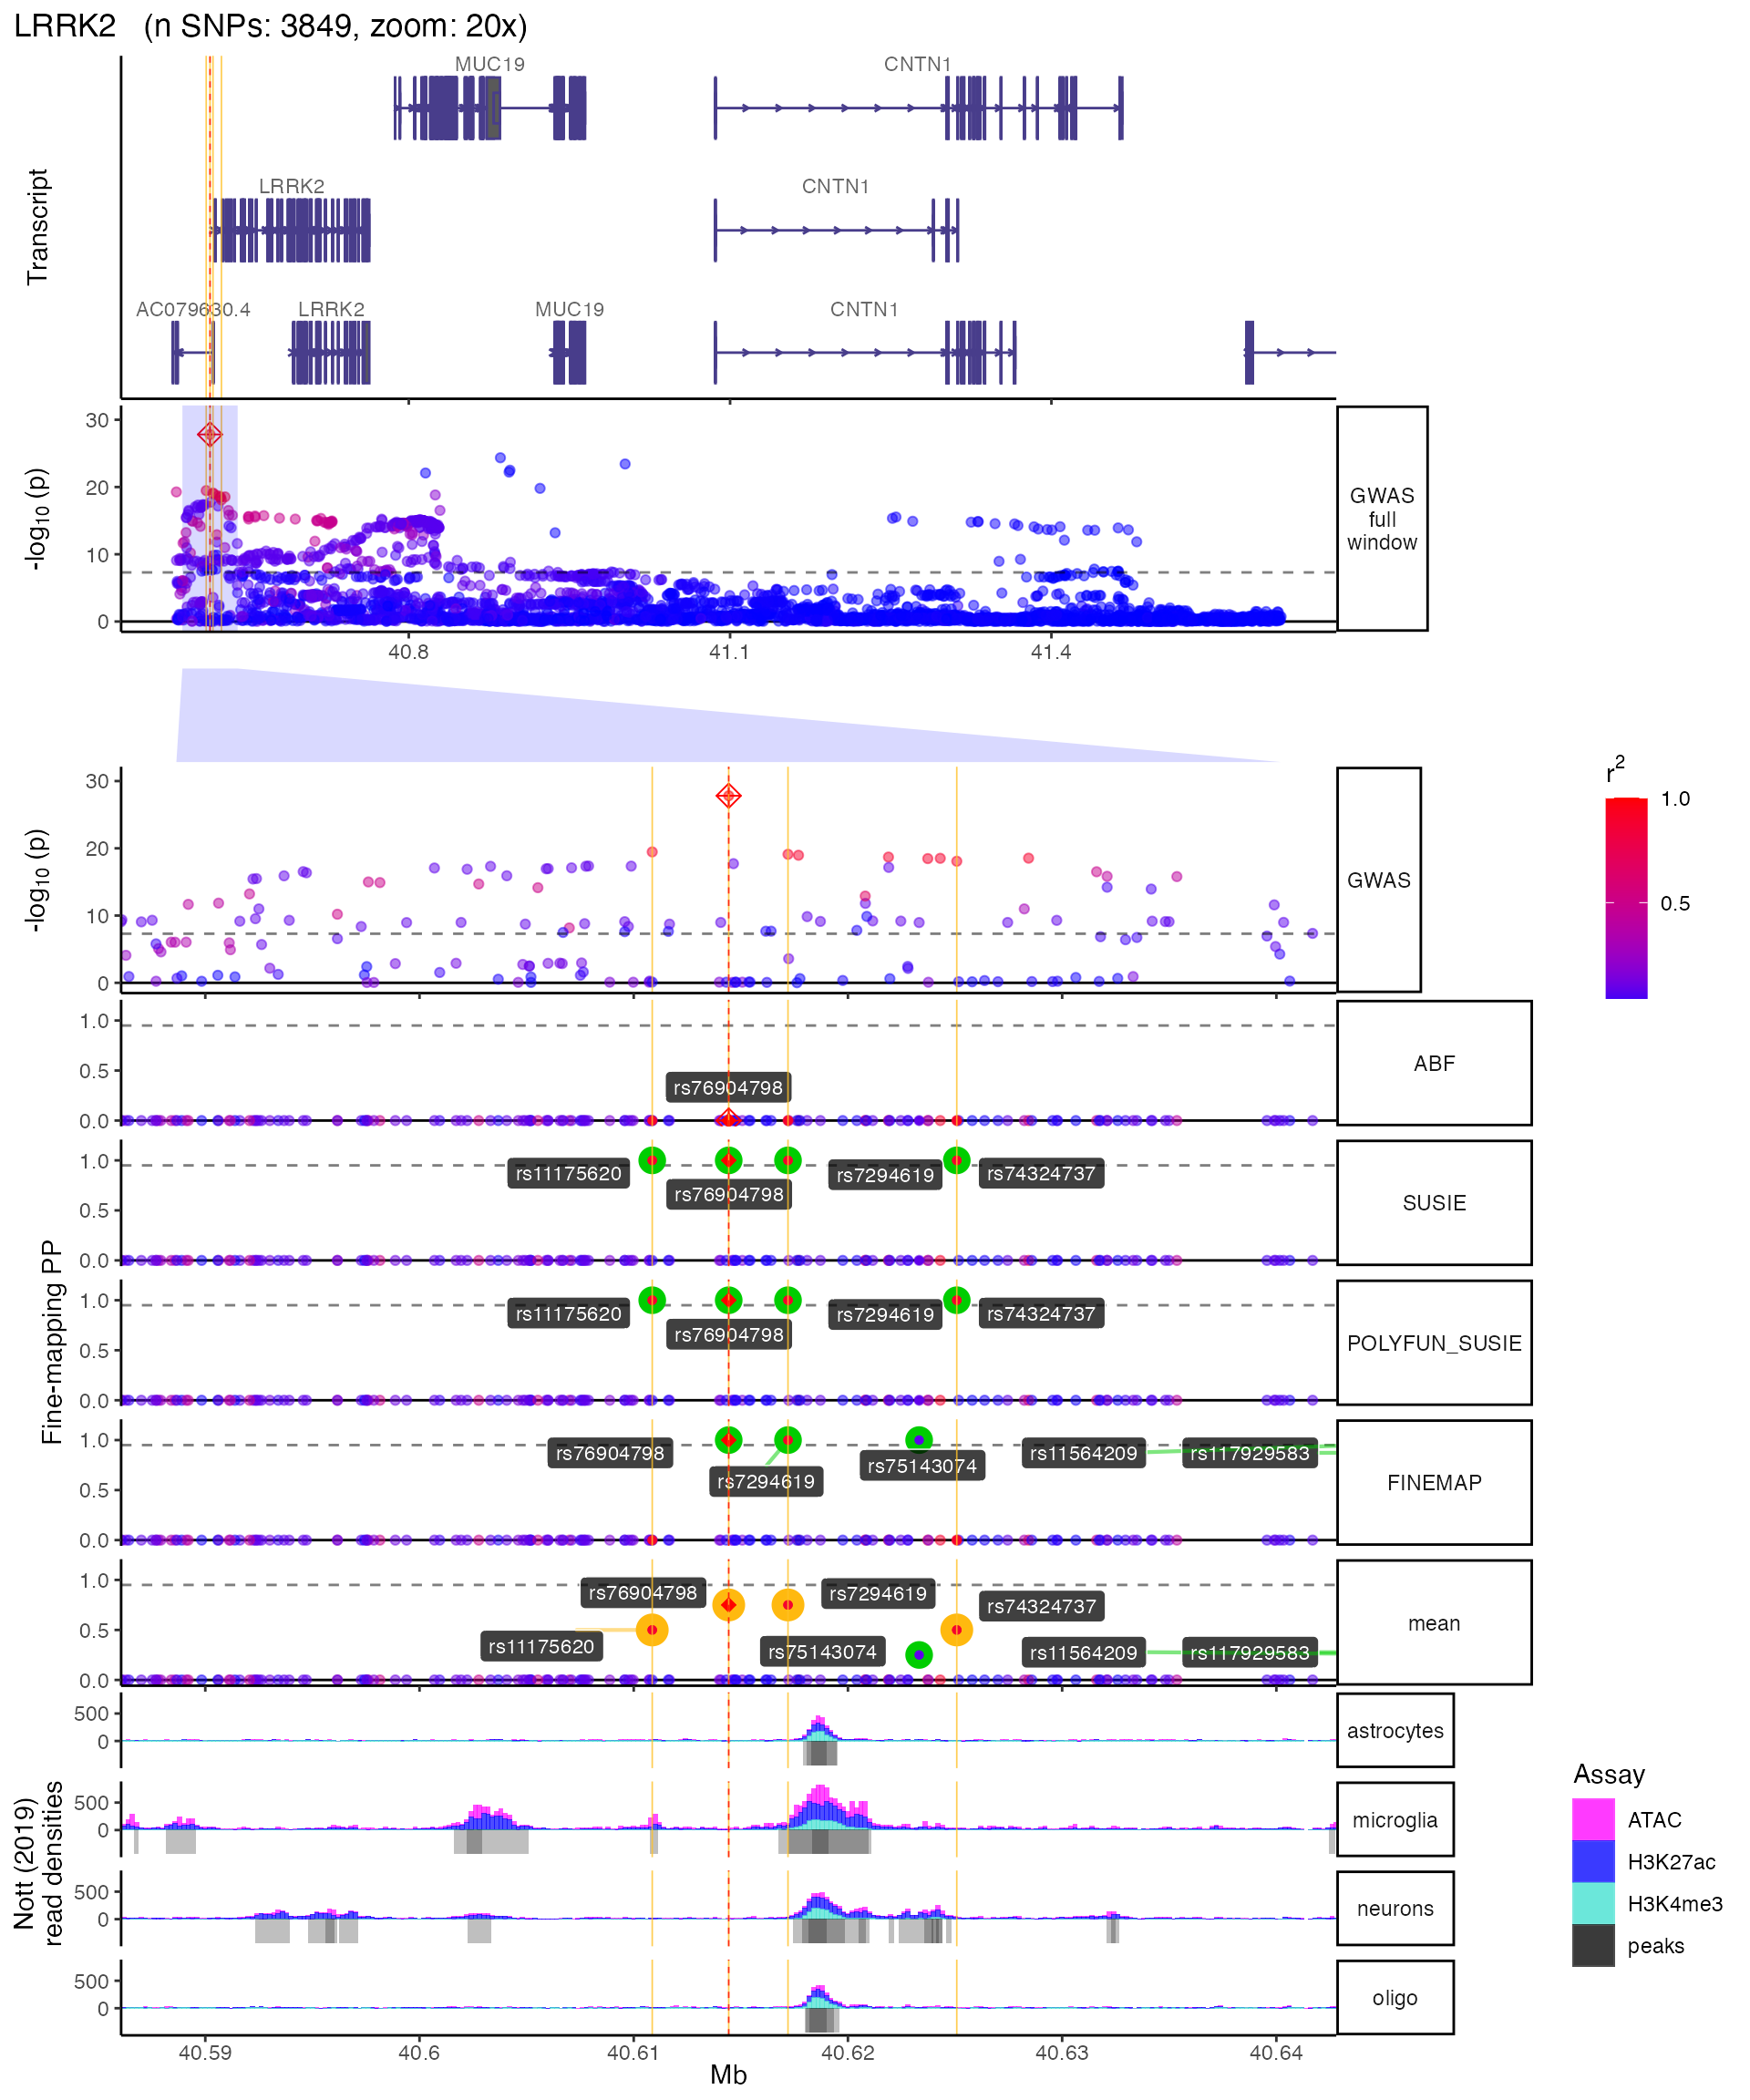 LRRK2   (n SNPs: 3849, zoom: 20x)
MUC19
CNTN1
LRRK2
CNTN1
AC079630.4
LRRK2
MUC19
CNTN1
Transcript
30
20
10
0
-log10 (p)
GWAS
full
window
40.8
41.1
41.4
30
20
10
0
-log10 (p)
GWAS
r2
1.0
0.5
Fine-mapping PP
1.0
0.5
0.0
rs76904798
ABF
1.0
0.5
0.0
rs11175620
rs76904798
rs7294619
rs74324737
SUSIE
1.0
0.5
0.0
rs11175620
rs76904798
rs7294619
rs74324737
POLYFUN_SUSIE
1.0
0.5
0.0
rs76904798
rs7294619
rs75143074
rs11564209
rs117929583
FINEMAP
1.0
0.5
0.0
rs76904798
rs7294619
rs74324737
rs11175620
rs75143074
rs11564209
rs117929583
mean
Nott (2019)
read densities
500
0
astrocytes
500
0
microglia
500
0
neurons
500
0
oligo
Assay
ATAC
H3K27ac
H3K4me3
peaks
40.59
40.6
40.61
40.62
40.63
40.64
Mb